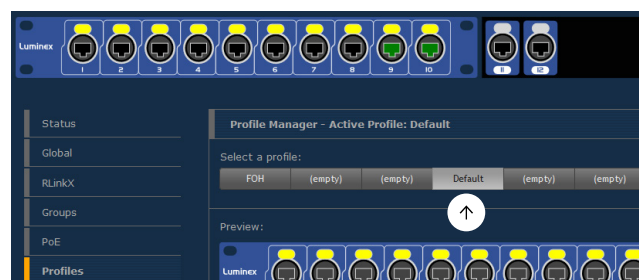 Luminex
1 2 3 4 5 6 7 8 9 10 11 12
Status
Profile Manager - Active Profile: Default
Global
Select a profile:
RLinkX
FOH (empty) (empty) Default (empty) (empty)
Groups
Preview:
PoE
Profiles
Luminex